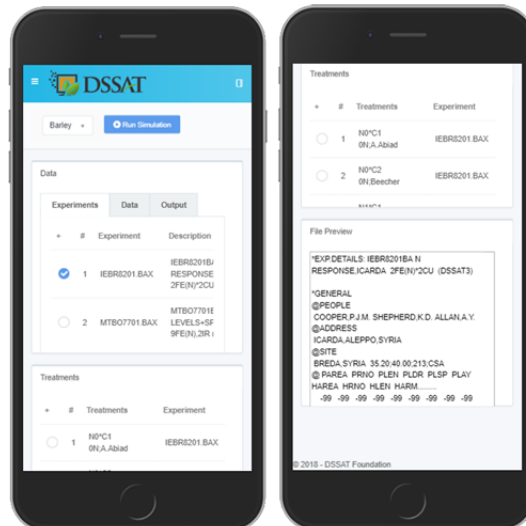 DSSAT
Barley
Run Simulation
Data
Experiments Data Output
+ # Experiment Description
1 IEBR8201.BAX IEBR8201BA
RESPONSE
2FE(N)*2CU
2 MTBO7701.BAX MTBO7701B
LEVELS=SF
9FE(N),2IR (
Treatments
+ # Treatments Experiment
1 N0*C1
0N;A.Abiad IEBR8201.BAX
Treatments
+ # Treatments Experiment
1 N0*C1
0N;A.Abiad IEBR8201.BAX
2 N0*C2
0N;Beecher IEBR8201.BAX
File Preview
*EXP.DETAILS: IEBR8201BA N
RESPONSE,ICARDA 2FE(N)*2CU (DSSAT3)
*GENERAL
@PEOPLE
COOPER,P.J.M. SHEPHERD,K.D. ALLAN,A.Y.
@ADDRESS
ICARDA,ALEPPO,SYRIA
@SITE
BREDA,SYRIA 35.20;40.00;213;CSA
@ PAREA PRNO PLEN PLDR PLSP PLAY
HAREA HRNO HLEN HARM.........
-99 -99 -99 -99 -99 -99 -99 -99 -99
© 2018 - DSSAT Foundation